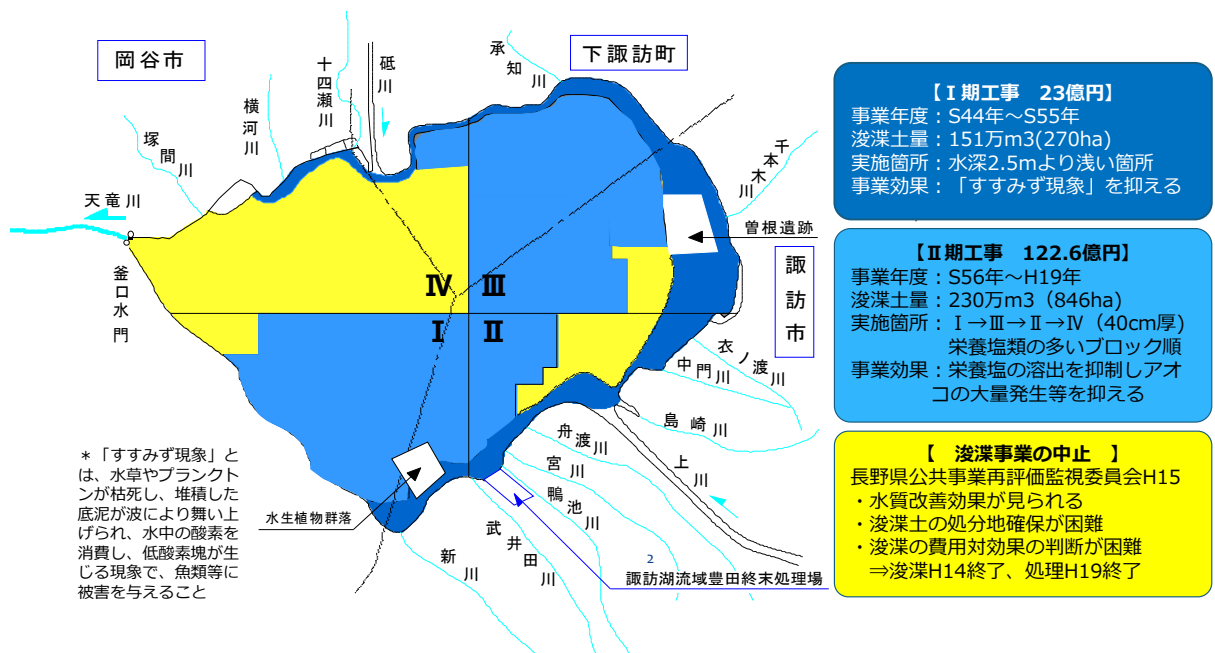 岡谷市
下諏訪町
諏訪市
十四瀬川
砥川
承知川
横河川
塚間川
天竜川
釜口水門
千本木川
曽根遺跡
Ⅳ
Ⅲ
Ⅰ
Ⅱ
衣ノ渡川
中門川
島崎川
上川
舟渡川
宮川
鴨池川
武井田川
新川
水生植物群落
諏訪湖流域豊田終末処理場
2
＊「すすみず現象」と
は、水草やプランクト
ンが枯死し、堆積した
底泥が波により舞い上
げられ、水中の酸素を
消費し、低酸素塊が生
じる現象で、魚類等に
被害を与えること
【Ⅰ期工事　23億円】
事業年度：S44年～S55年
浚渫土量：151万m3(270ha)
実施箇所：水深2.5mより浅い箇所
事業効果：「すすみず現象」を抑える
【Ⅱ期工事　122.6億円】
事業年度：S56年～H19年
浚渫土量：230万m3（846ha)
実施箇所：Ⅰ→Ⅲ→Ⅱ→Ⅳ（40cm厚)
栄養塩類の多いブロック順
事業効果：栄養塩の溶出を抑制しアオ
コの大量発生等を抑える
【　浚渫事業の中止　】
長野県公共事業再評価監視委員会H15
・水質改善効果が見られる
・浚渫土の処分地確保が困難
・浚渫の費用対効果の判断が困難
⇒浚渫H14終了、処理H19終了